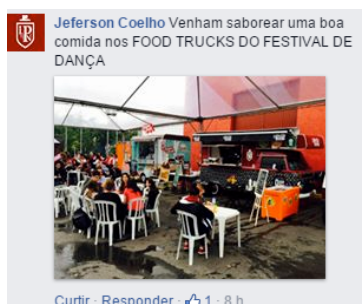 Jeferson Coelho Venham saborear uma boa
comida nos FOOD TRUCKS DO FESTIVAL DE
DANÇA
Curtir · Responder · 1 · 8 h